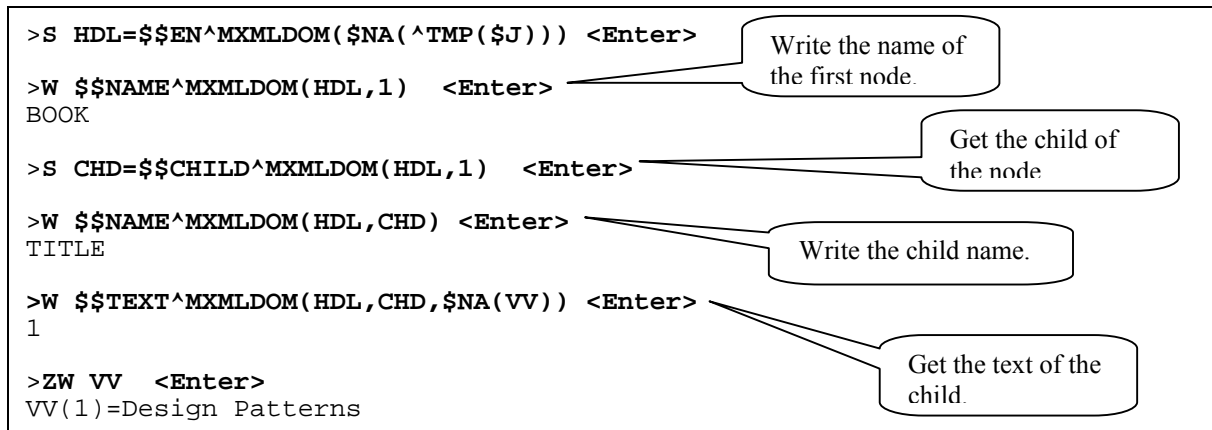 >S HDL=$$EN^MXMLDOM($NA(^TMP($J))) <Enter>
Write the name of
the first node.
>W $$NAME^MXMLDOM(HDL,1) <Enter>
BOOK
Get the child of
the node
>S CHD=$$CHILD^MXMLDOM(HDL,1) <Enter>
>W $$NAME^MXMLDOM(HDL,CHD) <Enter>
TITLE
Write the child name.
>W $$TEXT^MXMLDOM(HDL,CHD,$NA(VV)) <Enter>
1
Get the text of the
child.
>ZW VV <Enter>
VV(1)=Design Patterns